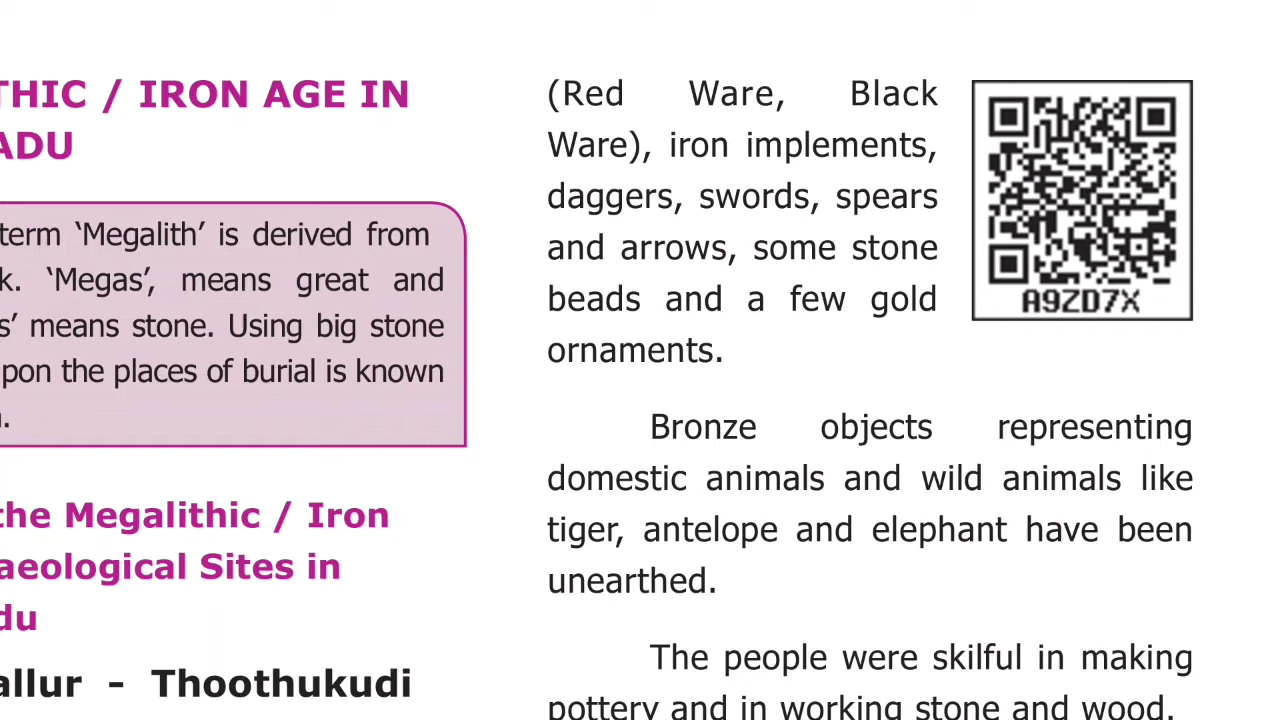 THIC / IRON AGE IN
ADU
term ‘Megalith’ is derived from
k. ‘Megas’, means great and
s’ means stone. Using big stone
pon the places of burial is known
.
the Megalithic / Iron
aeological Sites in
du
allur - Thoothukudi
(Red Ware, Black
Ware), iron implements,
daggers, swords, spears
and arrows, some stone
beads and a few gold
ornaments.
A9ZD7X
Bronze objects representing
domestic animals and wild animals like
tiger, antelope and elephant have been
unearthed.
The people were skilful in making
pottery and in working stone and wood.